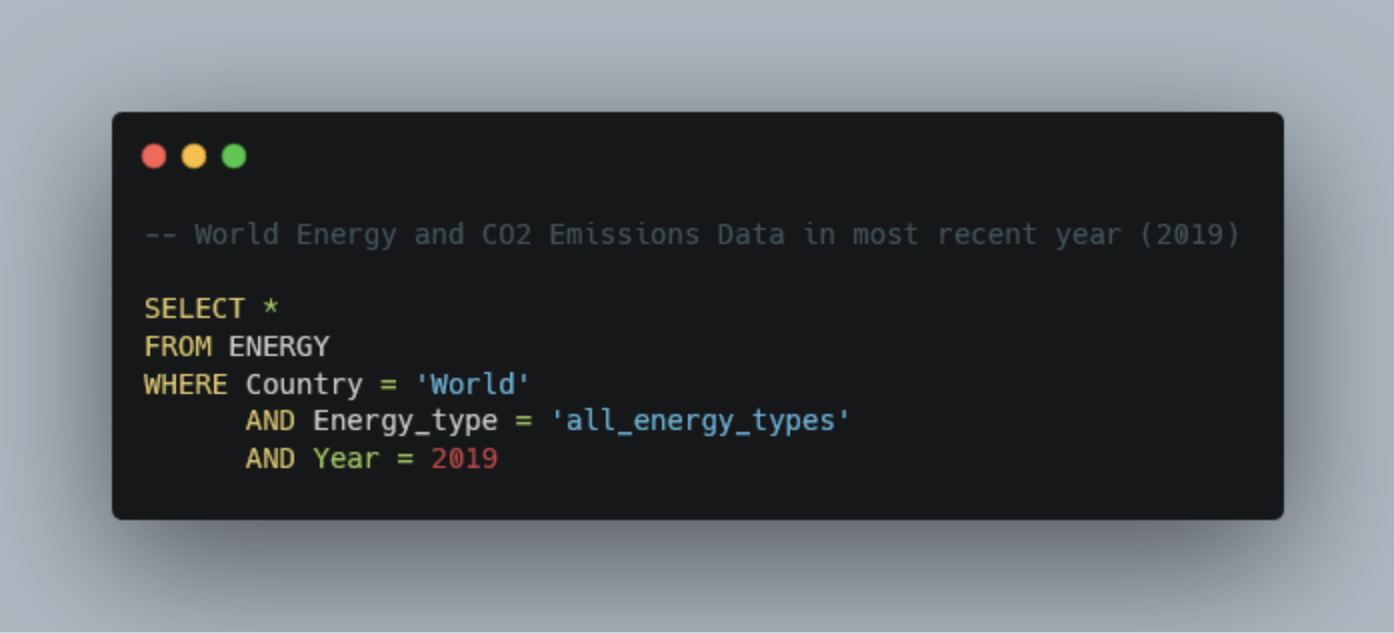 -- World Energy and CO2 Emissions Data in most recent year (2019)
SELECT *
FROM ENERGY
WHERE Country = 'World'
AND Energy_type = 'all_energy_types'
AND Year = 2019